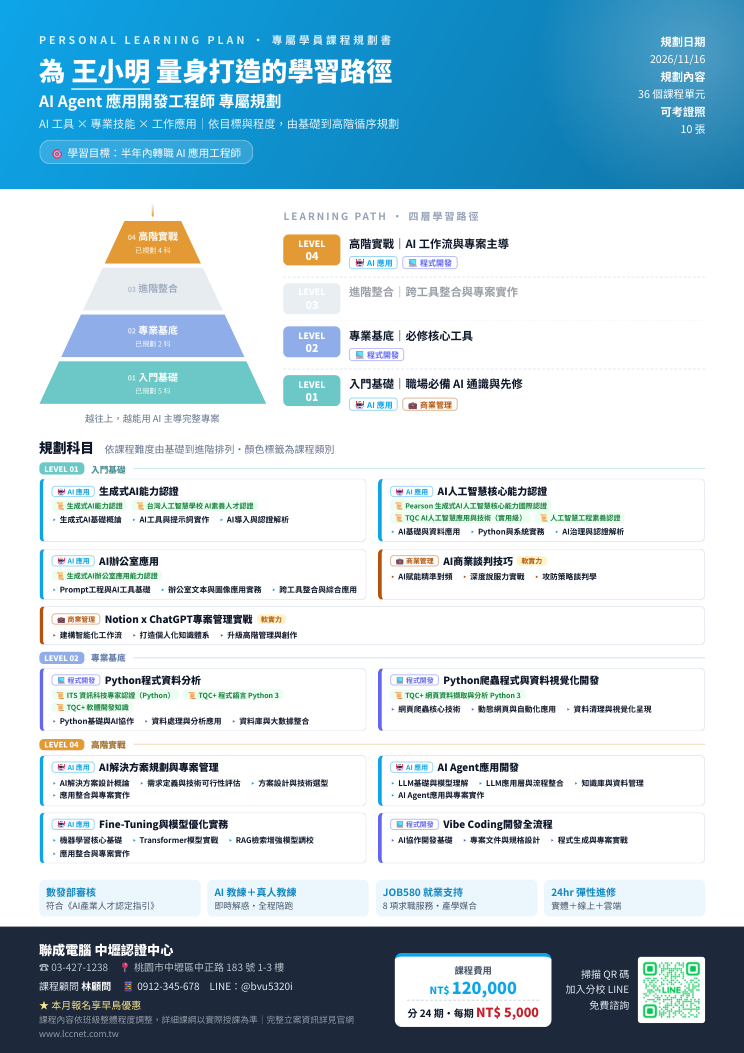 PERSONAL LEARNING PLAN · 專屬學員課程規劃書
為 王小明 量身打造的學習路徑
AI Agent 應用開發工程師 專屬規劃
AI 工具 × 專業技能 × 工作應用｜依目標與程度，由基礎到高階循序規劃
學習目標：半年內轉職 AI 應用工程師
規劃日期
2026/11/16
規劃內容
36 個課程單元
可考證照
10 張
04 高階實戰
已規劃 4 科
03 進階整合
02 專業基底
已規劃 2 科
01 入門基礎
已規劃 5 科
越往上，越能用 AI 主導完整專案
LEARNING PATH · 四層學習路徑
LEVEL 04
高階實戰｜AI 工作流與專案主導
AI 應用 程式開發
LEVEL 03
進階整合｜跨工具整合與專案實作
LEVEL 02
專業基底｜必修核心工具
程式開發
LEVEL 01
入門基礎｜職場必備 AI 通識與先修
AI 應用 商業管理
規劃科目 依課程難度由基礎到進階排列・顏色標籤為課程類別
LEVEL 01 入門基礎
AI 應用 生成式AI能力認證
生成式AI能力認證 台灣人工智慧學校 AI素養人才認證
‣ 生成式AI基礎概論 ‣ AI工具與提示詞實作 ‣ AI導入與認證解析
AI 應用 AI人工智慧核心能力認證
Pearson 生成式AI人工智慧核心能力國際認證
TQC AI人工智慧應用與技術（實用級） 人工智慧工程素養認證
‣ AI基礎與資料應用 ‣ Python與系統實務 ‣ AI治理與認證解析
AI 應用 AI辦公室應用
生成式AI辦公室應用能力認證
‣ Prompt工程與AI工具基礎 ‣ 辦公室文本與圖像應用實務 ‣ 跨工具整合與綜合應用
商業管理 AI商業談判技巧 軟實力
‣ AI賦能精準對頻 ‣ 深度說服力實戰 ‣ 攻防策略談判學
商業管理 Notion x ChatGPT專案管理實戰 軟實力
‣ 建構智能化工作流 ‣ 打造個人化知識體系 ‣ 升級高階管理與創作
LEVEL 02 專業基底
程式開發 Python程式資料分析
ITS 資訊科技專家認證（Python） TQC+ 程式語言 Python 3
TQC+ 軟體開發知識
‣ Python基礎與AI協作 ‣ 資料處理與分析應用 ‣ 資料庫與大數據整合
程式開發 Python爬蟲程式與資料視覺化開發
TQC+ 網頁資料擷取與分析 Python 3
‣ 網頁爬蟲核心技術 ‣ 動態網頁與自動化應用 ‣ 資料清理與視覺化呈現
LEVEL 04 高階實戰
AI 應用 AI解決方案規劃與專案管理
‣ AI解決方案設計概論 ‣ 需求定義與技術可行性評估 ‣ 方案設計與技術選型
‣ 應用整合與專案實作
AI 應用 AI Agent應用開發
‣ LLM基礎與模型理解 ‣ LLM應用層與流程整合 ‣ 知識庫與資料管理
‣ AI Agent應用與專案實作
AI 應用 Fine-Tuning與模型優化實務
‣ 機器學習核心基礎 ‣ Transformer模型實戰 ‣ RAG檢索增強模型調校
‣ 應用整合與專案實作
程式開發 Vibe Coding開發全流程
‣ AI協作開發基礎 ‣ 專案文件與規格設計 ‣ 程式生成與專案實戰
數發部審核
符合《AI產業人才認定指引》
AI 教練＋真人教練
即時解惑・全程陪跑
JOB580 就業支持
8 項求職服務・產學媒合
24hr 彈性進修
實體＋線上＋雲端
聯成電腦 中壢認證中心
☎ 03-427-1238 📍 桃園市中壢區中正路 183 號 1-3 樓
課程顧問 林顧問 0912-345-678 LINE：@bvu5320i
★ 本月報名享早鳥優惠
課程內容依班級整體程度調整，詳細課網以實際授課為準｜完整立案資訊詳見官網
www.lccnet.com.tw
課程費用
NT$ 120,000
分 24 期・每期 NT$ 5,000
掃描 QR 碼
加入分校 LINE
免費諮詢
LINE